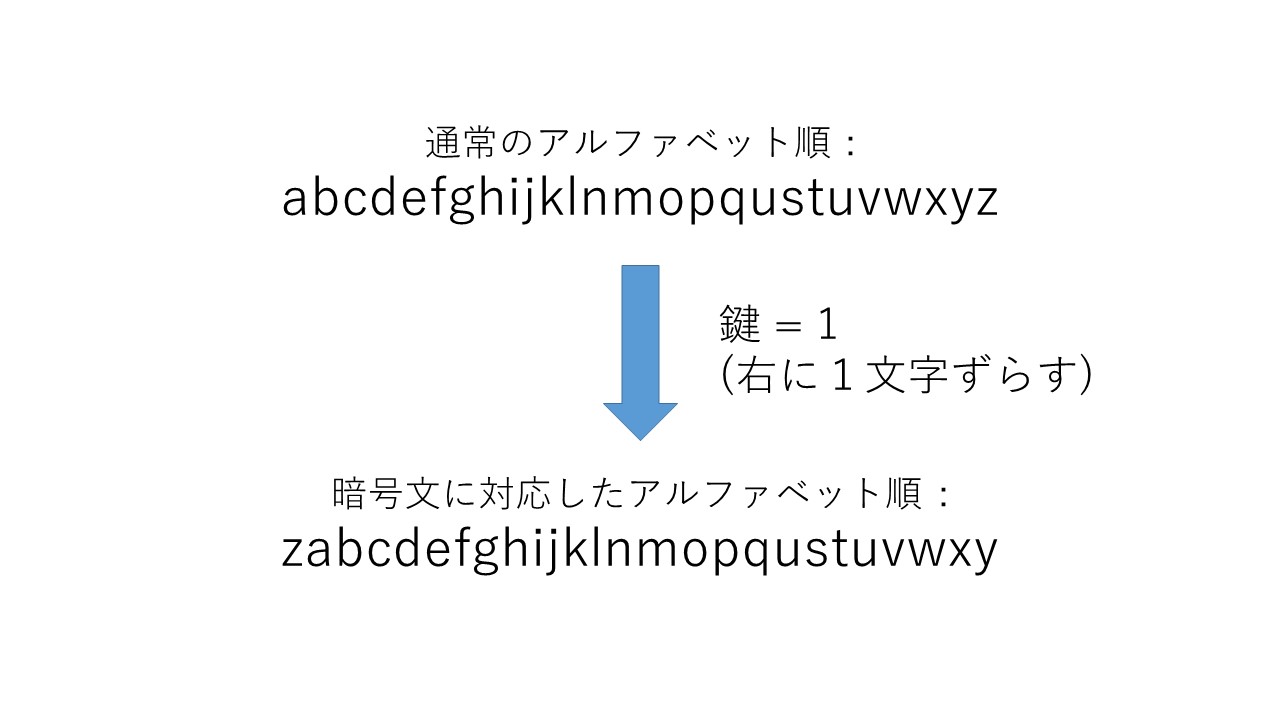 通常のアルファベット順：
abcdefghijklnmopqustuvwxyz
鍵 = 1
(右に 1 文字ずらす)
暗号文に対応したアルファベット順：
zabcdefghijklnmopqustuvwxy